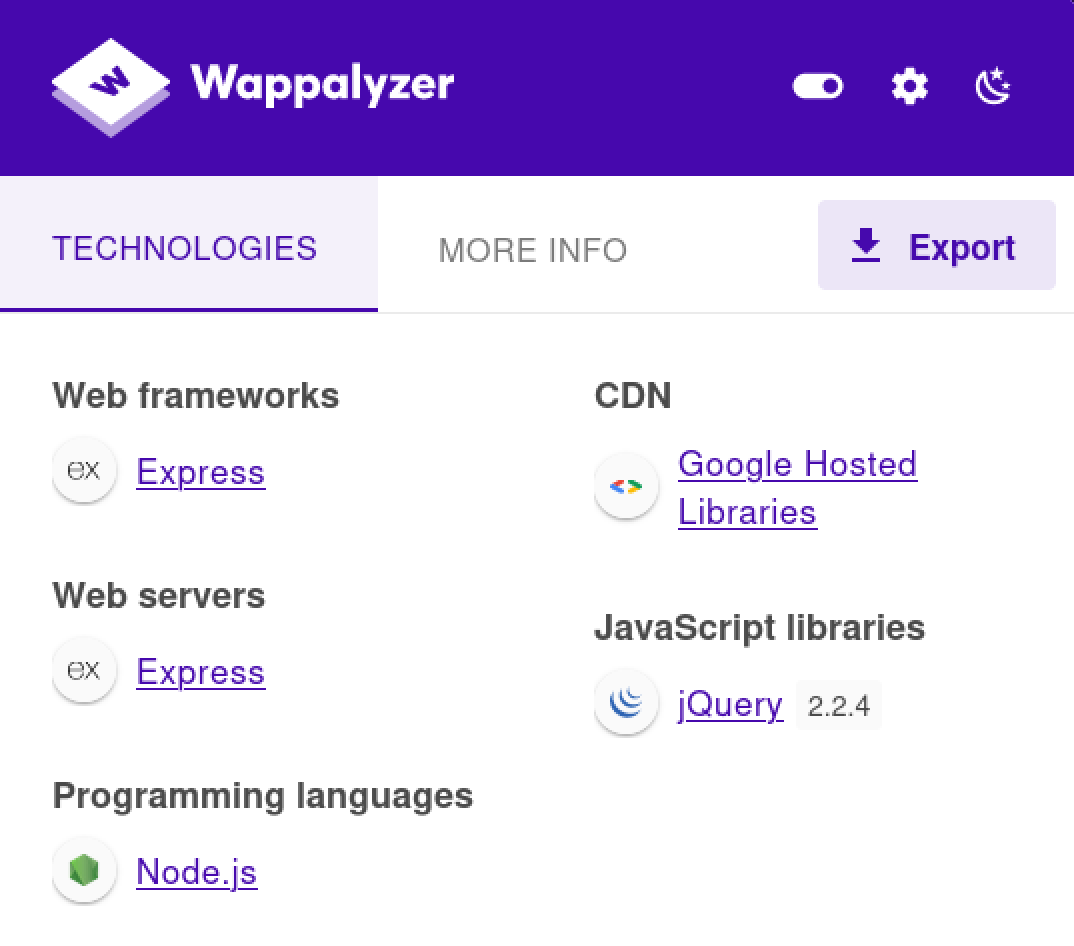 Wappalyzer
TECHNOLOGIES
MORE INFO
Export
Web frameworks
ex
Express
Web servers
ex
Express
Programming languages
Node.js
CDN
Google Hosted
Libraries
JavaScript libraries
jQuery 2.2.4